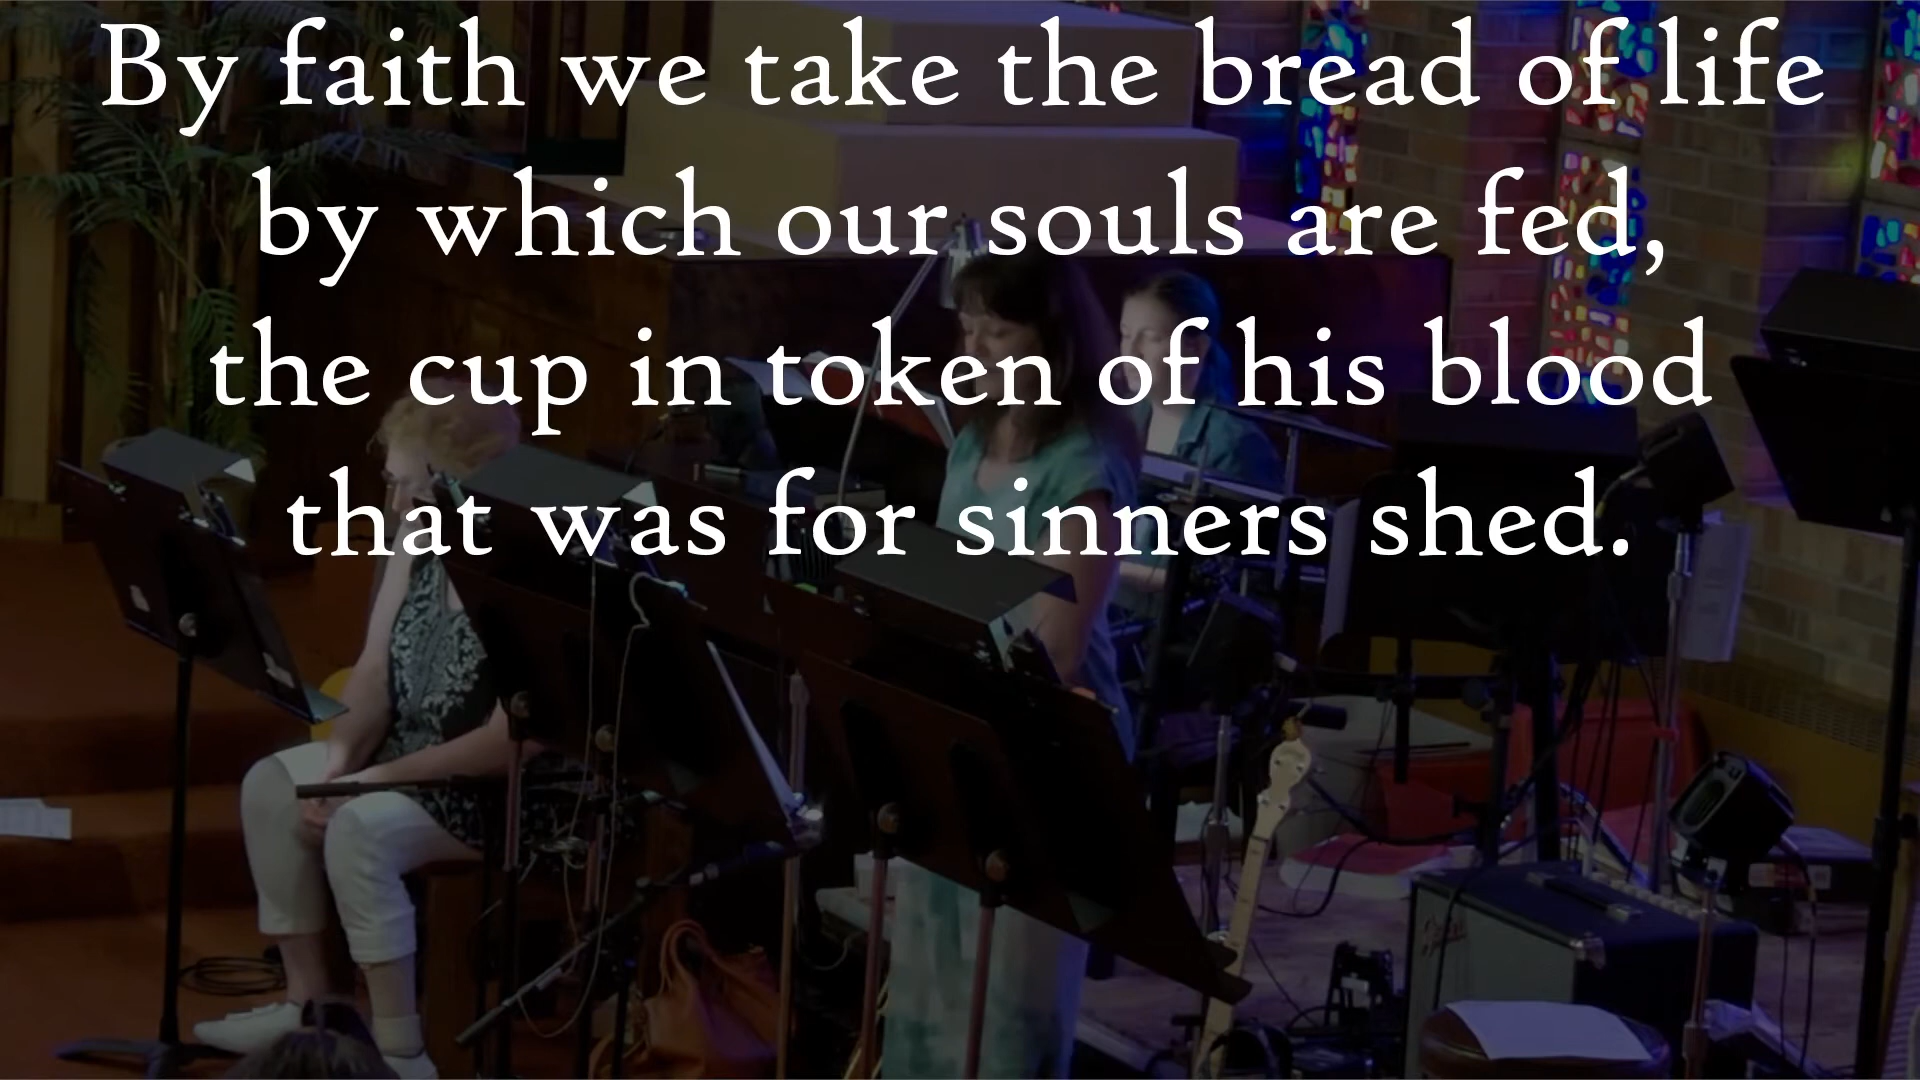 By faith we take the bread of life
by which our souls are fed,
the cup in token of his blood
that was for sinners shed.